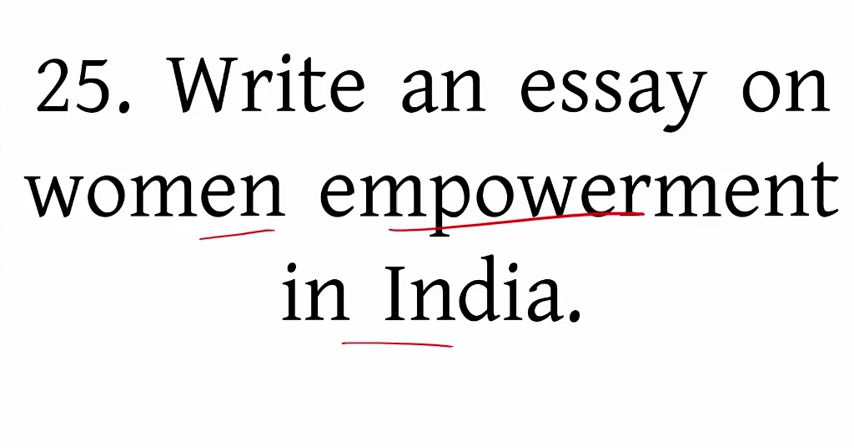 25. Write an essay on
women empowerment
in India.